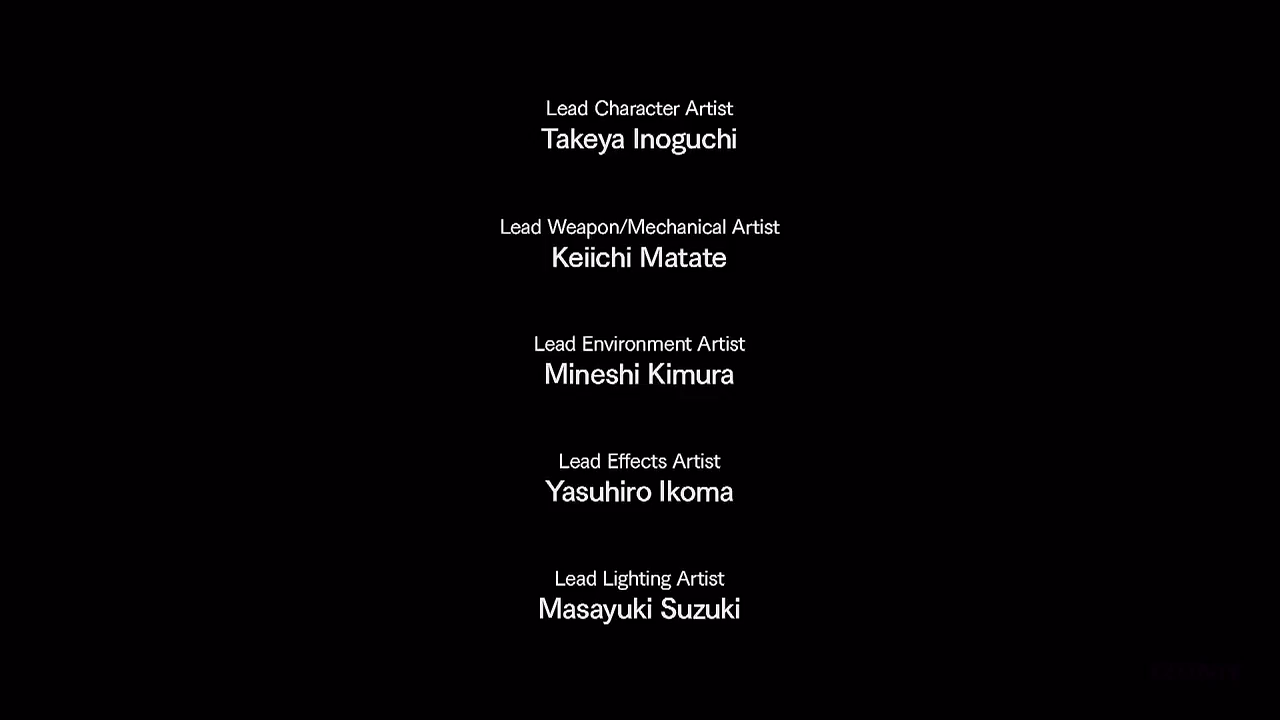 Lead Character Artist
Takeya Inoguchi
Lead Weapon/Mechanical Artist
Keiichi Matate
Lead Environment Artist
Mineshi Kimura
Lead Effects Artist
Yasuhiro Ikoma
Lead Lighting Artist
Masayuki Suzuki